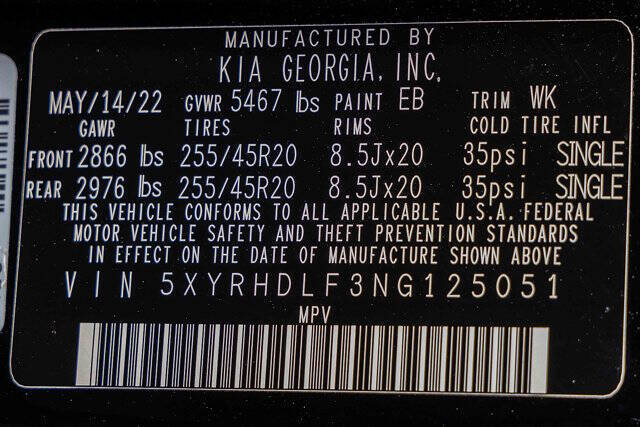 MANUFACTURED BY
KIA GEORGIA, INC.
MAY/14/22 GVWR 5467 lbs PAINT EB TRIM WK
GAWR TIRES RIMS COLD TIRE INFL
FRONT 2866 lbs 255/45R20 8.5Jx20 35psi SINGLE
REAR 2976 lbs 255/45R20 8.5Jx20 35psi SINGLE
THIS VEHICLE CONFORMS TO ALL APPLICABLE U.S.A. FEDERAL
MOTOR VEHICLE SAFETY AND THEFT PREVENTION STANDARDS
IN EFFECT ON THE DATE OF MANUFACTURE SHOWN ABOVE
VIN 5XYRHDLF3NG125051
MPV